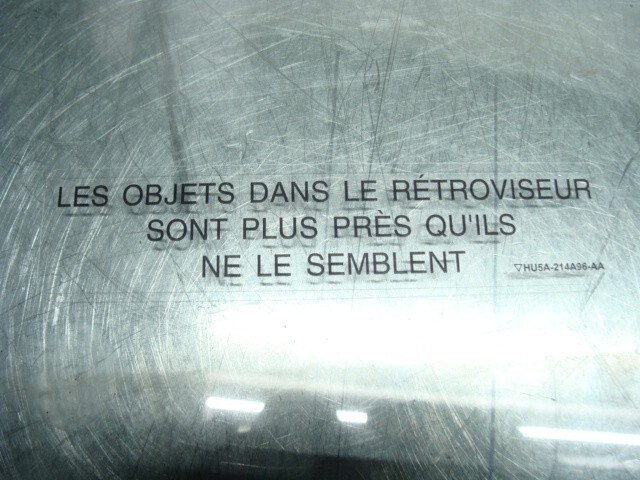 LES OBJETS DANS LE RÉTROVISEUR
SONT PLUS PRÈS QU'ILS
NE LE SEMBLENT
▽HU5A-214A96-AA